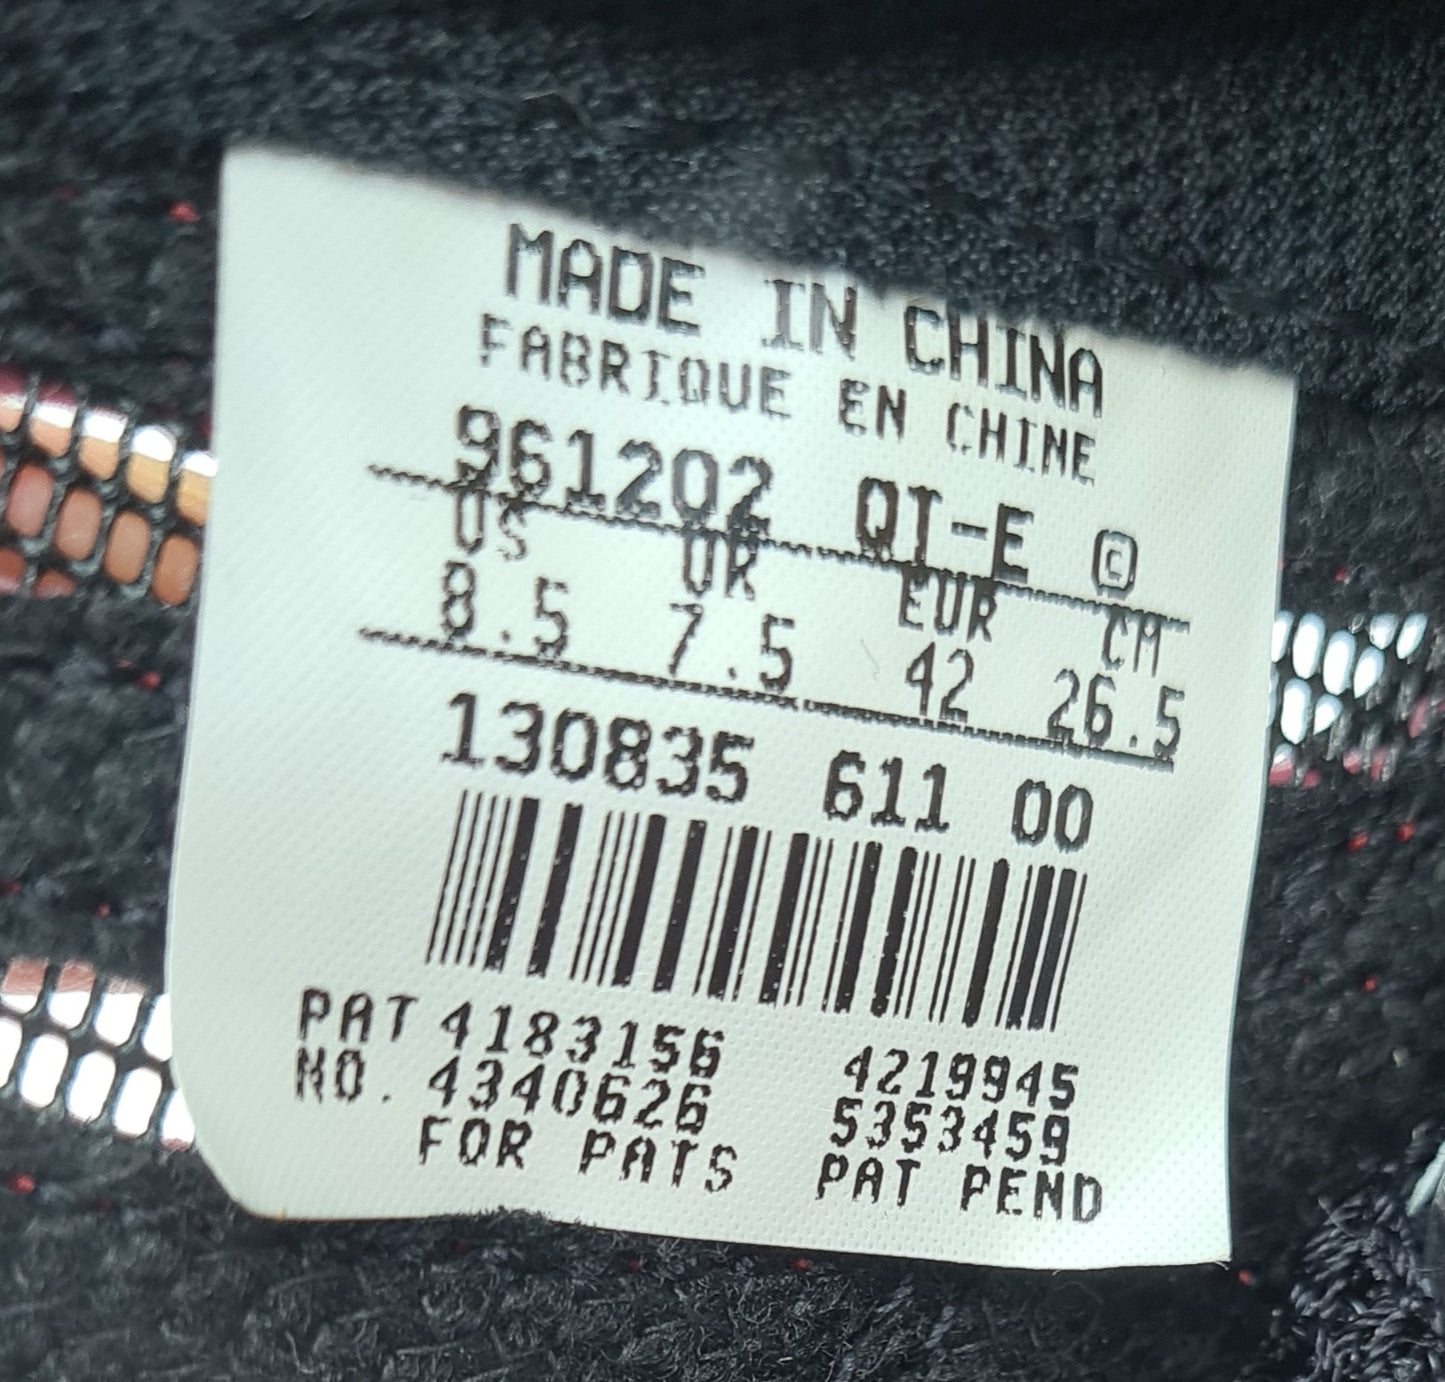 MADE IN CHINA
FABRIQUE EN CHINE
961202 QT-E ©
US UK EUR CM
8.5 7.5 42 26.5
130835 611 00
PAT 4183156 4219945
NO. 4340626 5353459
FOR PATS PAT PEND